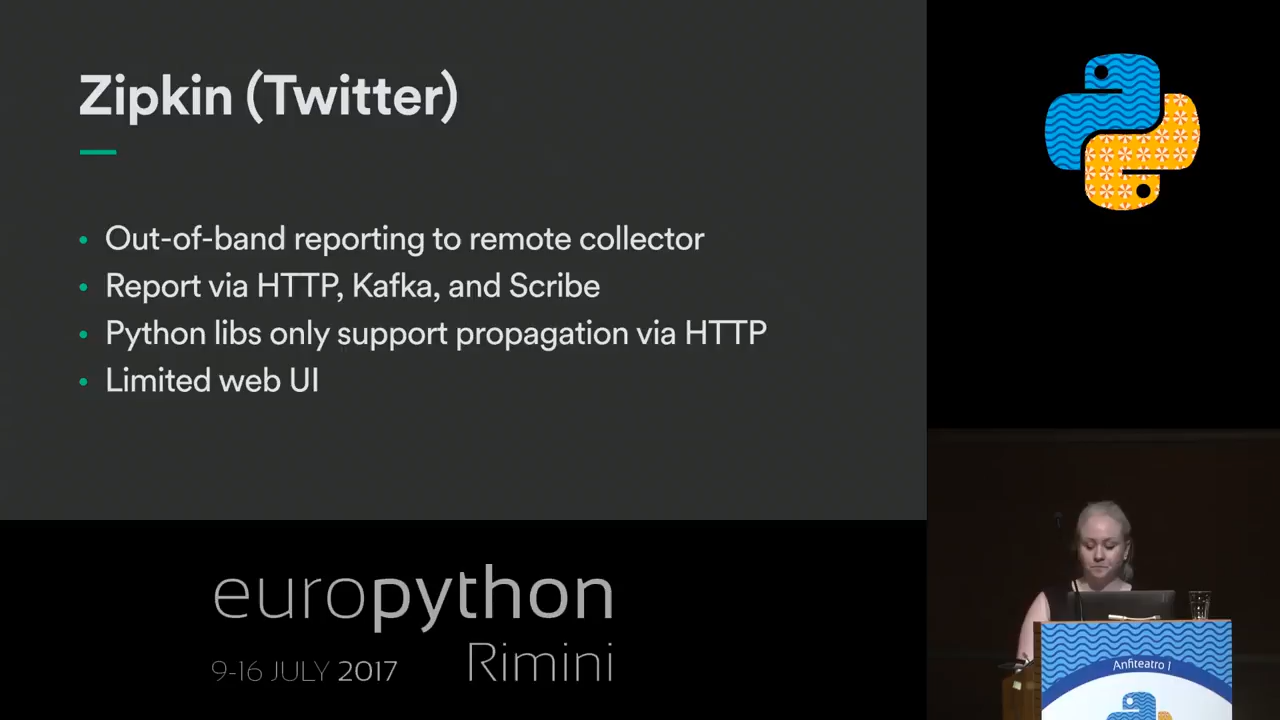 Zipkin (Twitter)
• Out-of-band reporting to remote collector
• Report via HTTP, Kafka, and Scribe
• Python libs only support propagation via HTTP
• Limited web UI
europython
9-16 JULY 2017 Rimini
Anfiteatro I